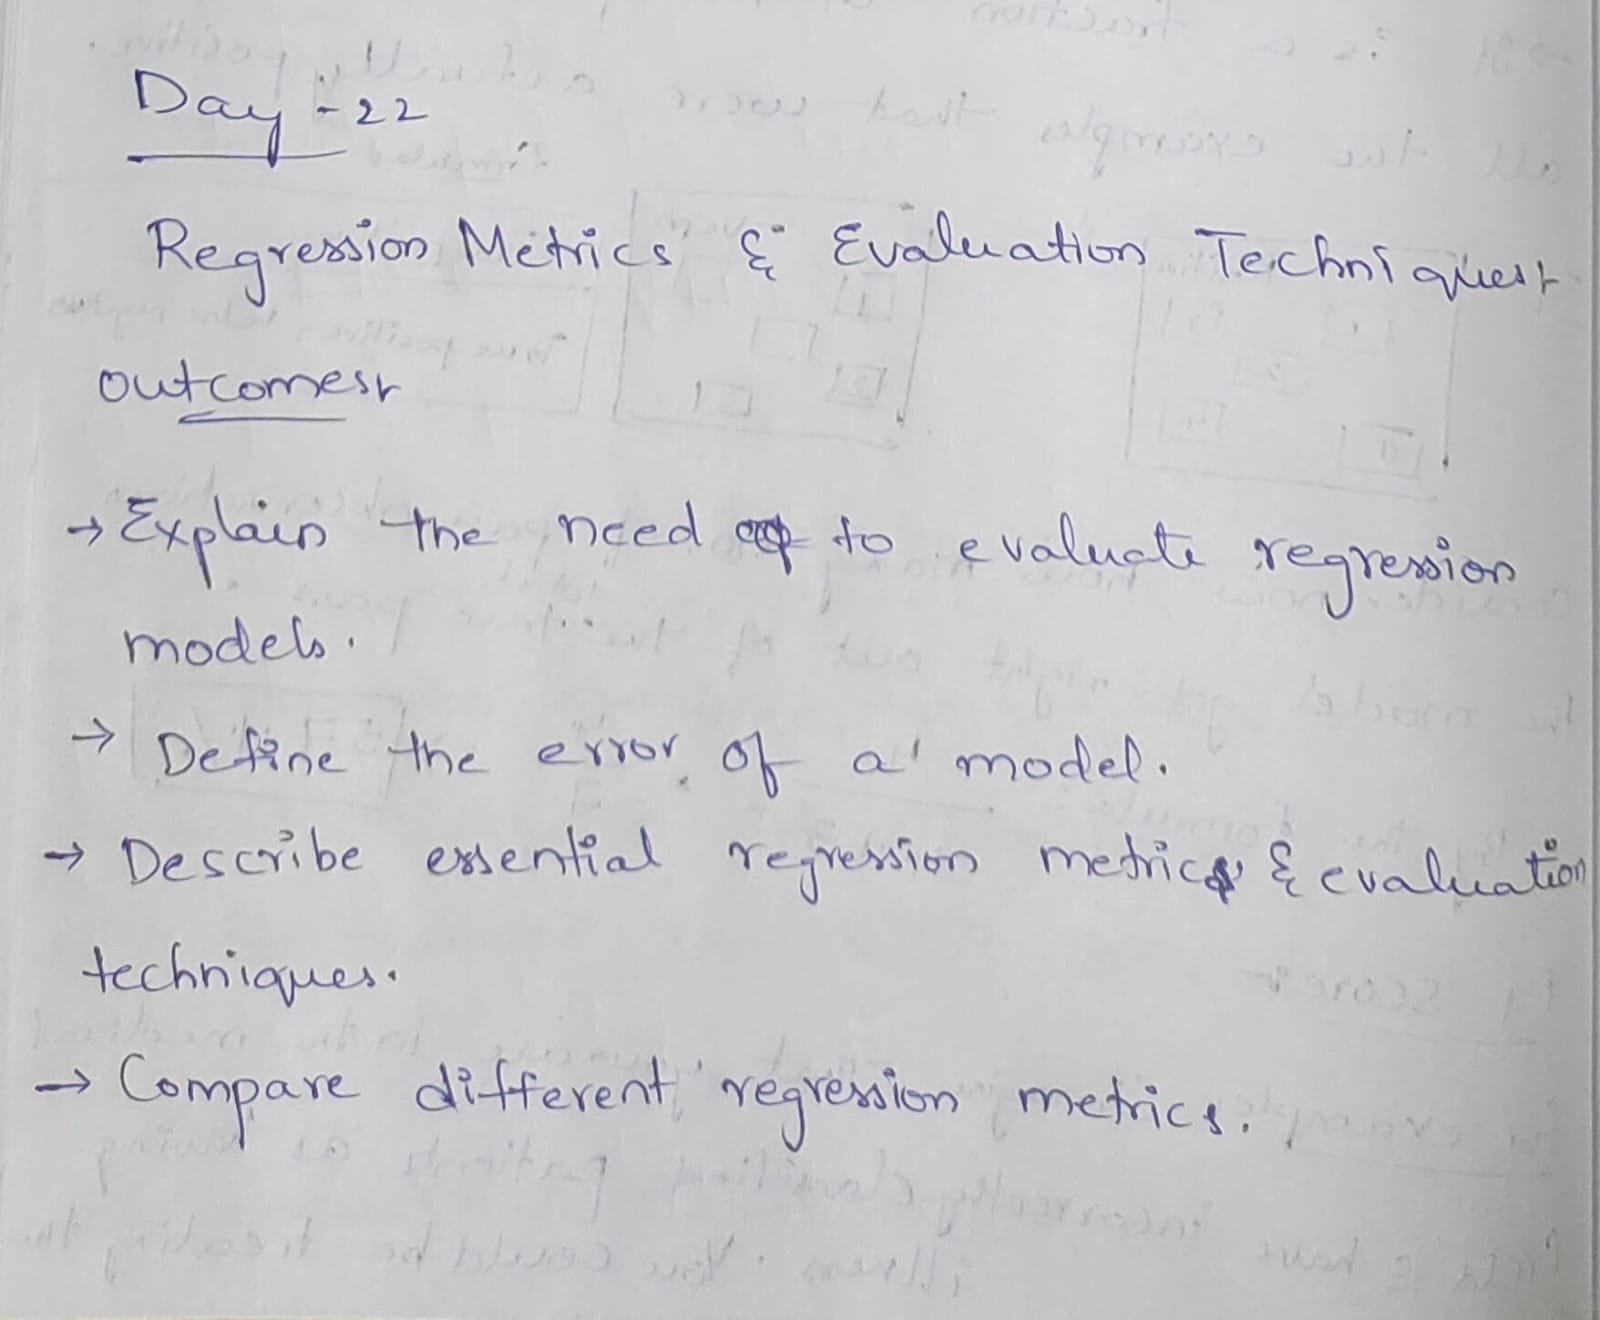 Day - 22
Regression Metrics & Evaluation Techniques:-
outcomes:-
→ Explain the need to evaluate regression
models.
→ Define the error of a model.
→ Describe essential regression metrics & evaluation
techniques.
→ Compare different regression metrics.